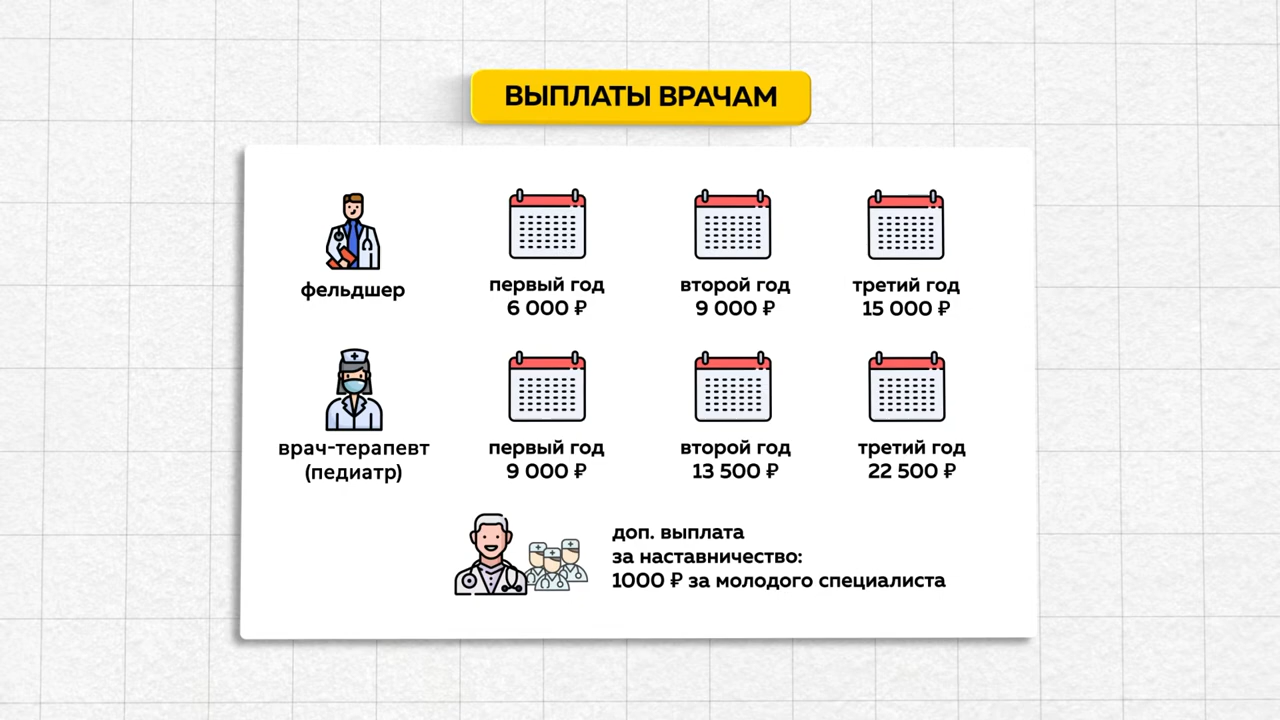 ВЫПЛАТЫ ВРАЧАМ
фельдшер
первый год
6 000 ₽
второй год
9 000 ₽
третий год
15 000 ₽
врач-терапевт
(педиатр)
первый год
9 000 ₽
второй год
13 500 ₽
третий год
22 500 ₽
доп. выплата
за наставничество:
1000 ₽ за молодого специалиста